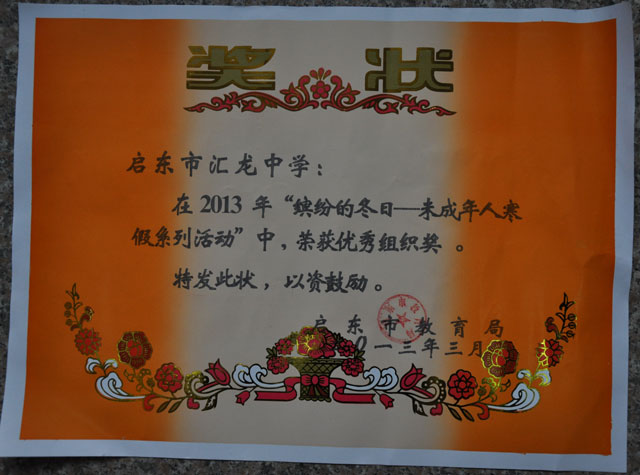 奖 状
启东市汇龙中学：
在2013年“缤纷的冬日—未成年人寒
假系列活动”中，荣获优秀组织奖。
特发此状，以资鼓励。
启东市教育局
〇一三年三月